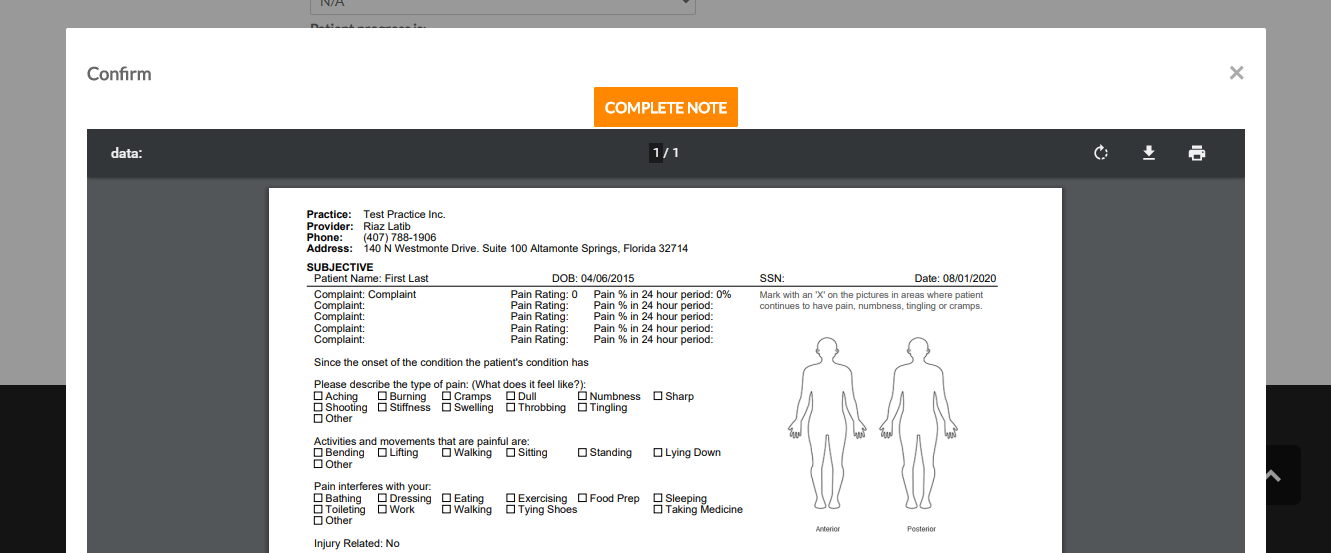 N/A
Patient progress is:
Confirm
×
COMPLETE NOTE
data:
1 / 1
Practice: Test Practice Inc.
Provider: Riaz Latib
Phone: (407) 788-1906
Address: 140 N Westmonte Drive. Suite 100 Altamonte Springs, Florida 32714
SUBJECTIVE
Patient Name: First Last DOB: 04/06/2015 SSN: Date: 08/01/2020
Complaint: Complaint Pain Rating: 0 Pain % in 24 hour period: 0%
Complaint: Pain Rating: Pain % in 24 hour period:
Complaint: Pain Rating: Pain % in 24 hour period:
Complaint: Pain Rating: Pain % in 24 hour period:
Complaint: Pain Rating: Pain % in 24 hour period:
Mark with an 'X' on the pictures in areas where patient
continues to have pain, numbness, tingling or cramps.
Since the onset of the condition the patient's condition has
Please describe the type of pain: (What does it feel like?):
Aching Burning Cramps Dull Numbness Sharp
Shooting Stiffness Swelling Throbbing Tingling
Other
Activities and movements that are painful are:
Bending Lifting Walking Sitting Standing Lying Down
Other
Pain interferes with your:
Bathing Dressing Eating Exercising Food Prep Sleeping
Toileting Work Walking Tying Shoes Taking Medicine
Other
Anterior Posterior
Injury Related: No